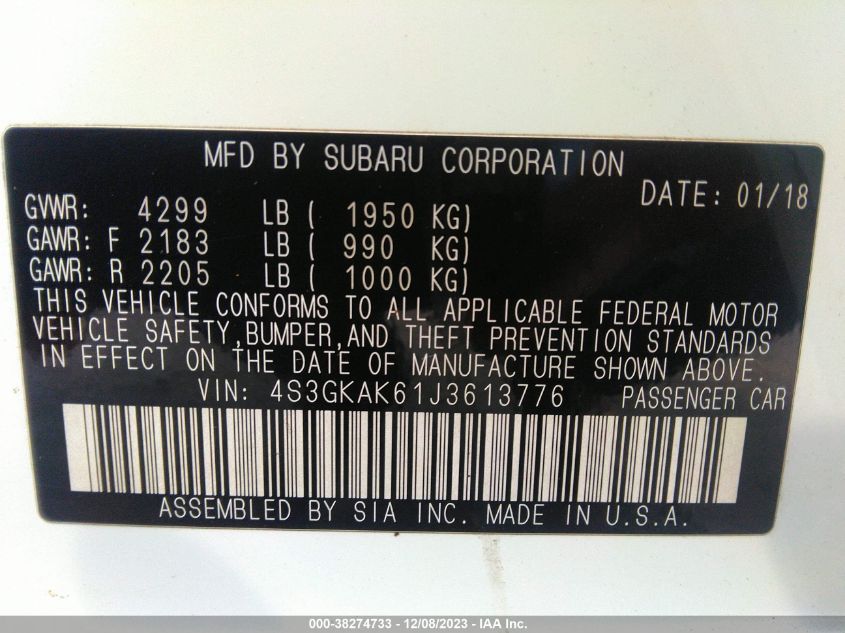 MFD BY SUBARU CORPORATION
DATE: 01/18
GVWR: 4299 LB ( 1950 KG)
GAWR: F 2183 LB ( 990 KG)
GAWR: R 2205 LB ( 1000 KG)
THIS VEHICLE CONFORMS TO ALL APPLICABLE FEDERAL MOTOR
VEHICLE SAFETY,BUMPER,AND THEFT PREVENTION STANDARDS
IN EFFECT ON THE DATE OF MANUFACTURE SHOWN ABOVE.
VIN: 4S3GKAK61J3613776 PASSENGER CAR
ASSEMBLED BY SIA INC. MADE IN U.S.A.
000-38274733 - 12/08/2023 - IAA Inc.